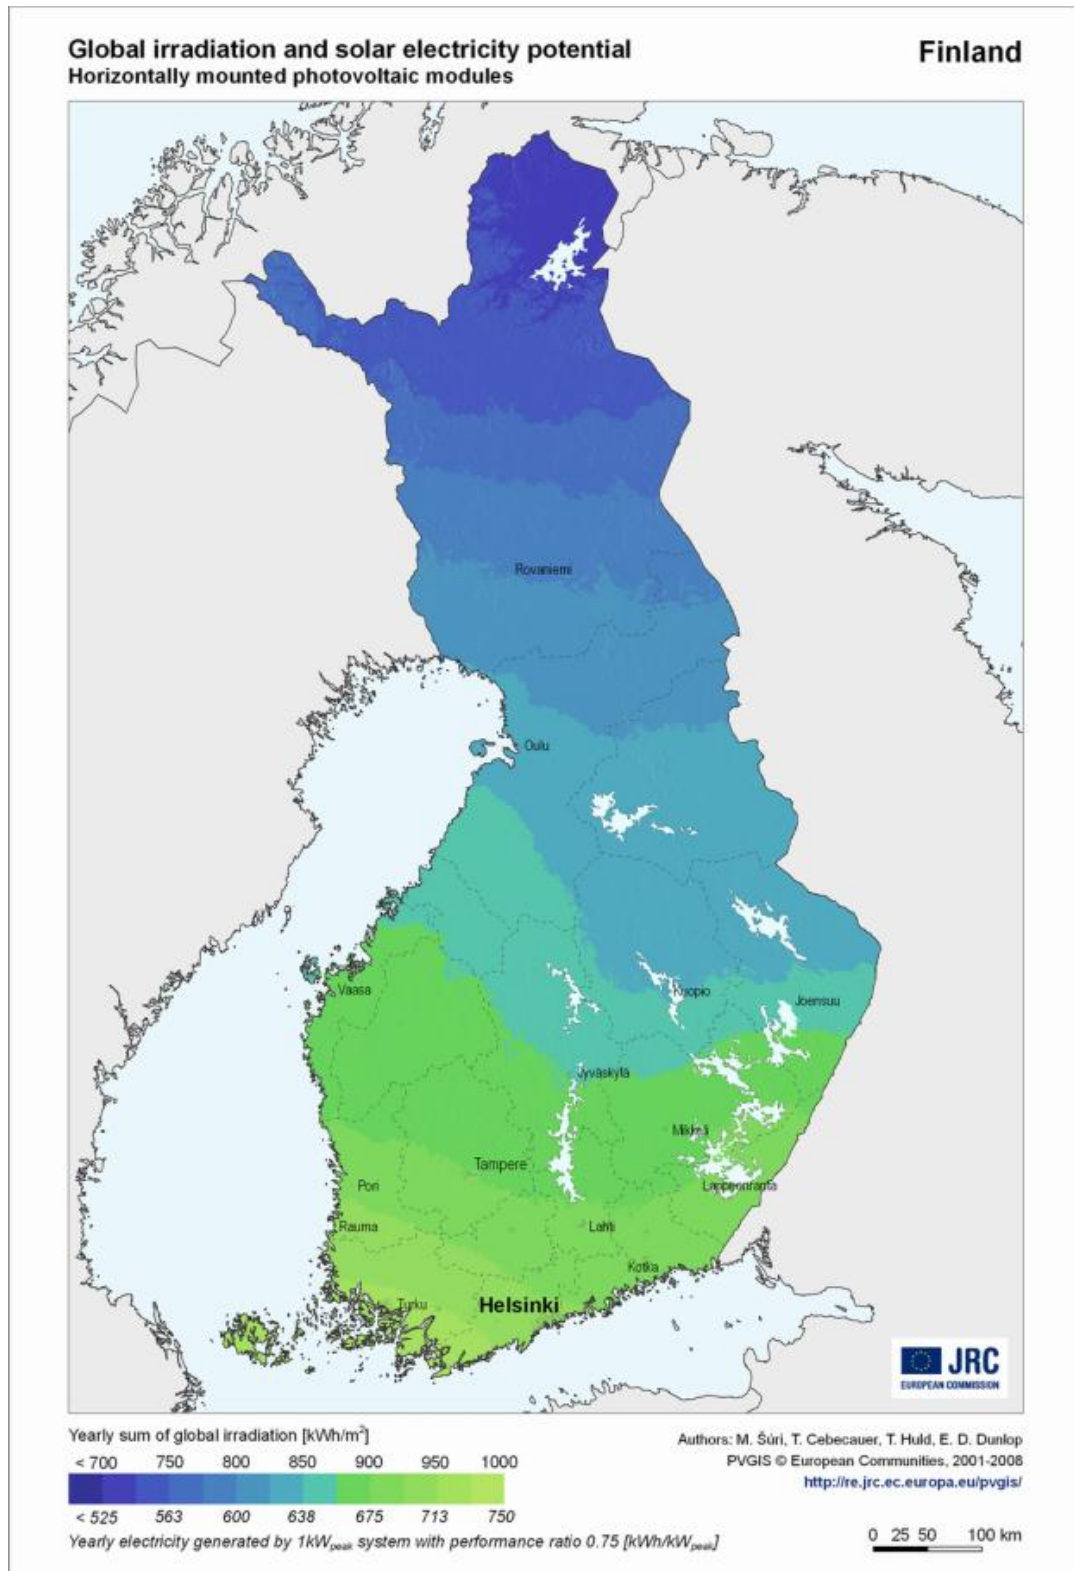 Global irradiation and solar electricity potential
Finland
Horizontally mounted photovoltaic modules
Rovaniemi
Oulu
Vaasa
Kuopio
Joensuu
Jyväskylä
Mikkeli
Tampere
Pori
Lappeenranta
Rauma
Lahti
Kotka
Turku
Helsinki
JRC
EUROPEAN COMMISSION
Yearly sum of global irradiation [kWh/m²]
< 700 750 800 850 900 950 1000
< 525 563 600 638 675 713 750
Yearly electricity generated by 1kWpeak system with performance ratio 0.75 [kWh/kWpeak]
Authors: M. Šúri, T. Cebecauer, T. Huld, E. D. Dunlop
PVGIS © European Communities, 2001-2008
http://re.jrc.ec.europa.eu/pvgis/
0 25 50 100 km